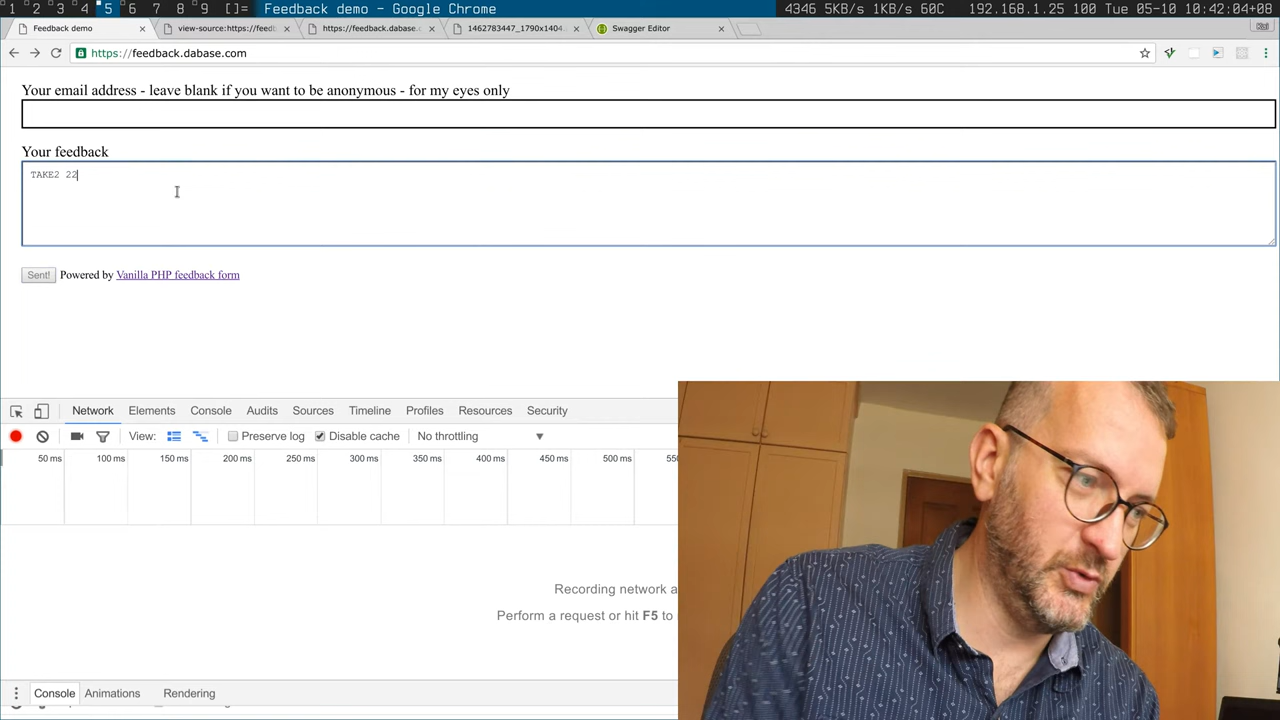 1 2 3 4 5 6 7 8 9 []= Feedback demo - Google Chrome 4346 5KB/s 1KB/s 60C 192.168.1.25 100 Tue 05-10 10:42:04+08
Feedback demo × view-source:https://feedb × https://feedback.dabase. × 1462783447_1790x1404. × Swagger Editor × Kai
https://feedback.dabase.com
Your email address - leave blank if you want to be anonymous - for my eyes only
Your feedback
TAKE2 22
Sent! Powered by Vanilla PHP feedback form
Network Elements Console Audits Sources Timeline Profiles Resources Security
View: Preserve log Disable cache No throttling
50 ms 100 ms 150 ms 200 ms 250 ms 300 ms 350 ms 400 ms 450 ms 500 ms 55
Recording network a
Perform a request or hit F5 to
Console Animations Rendering